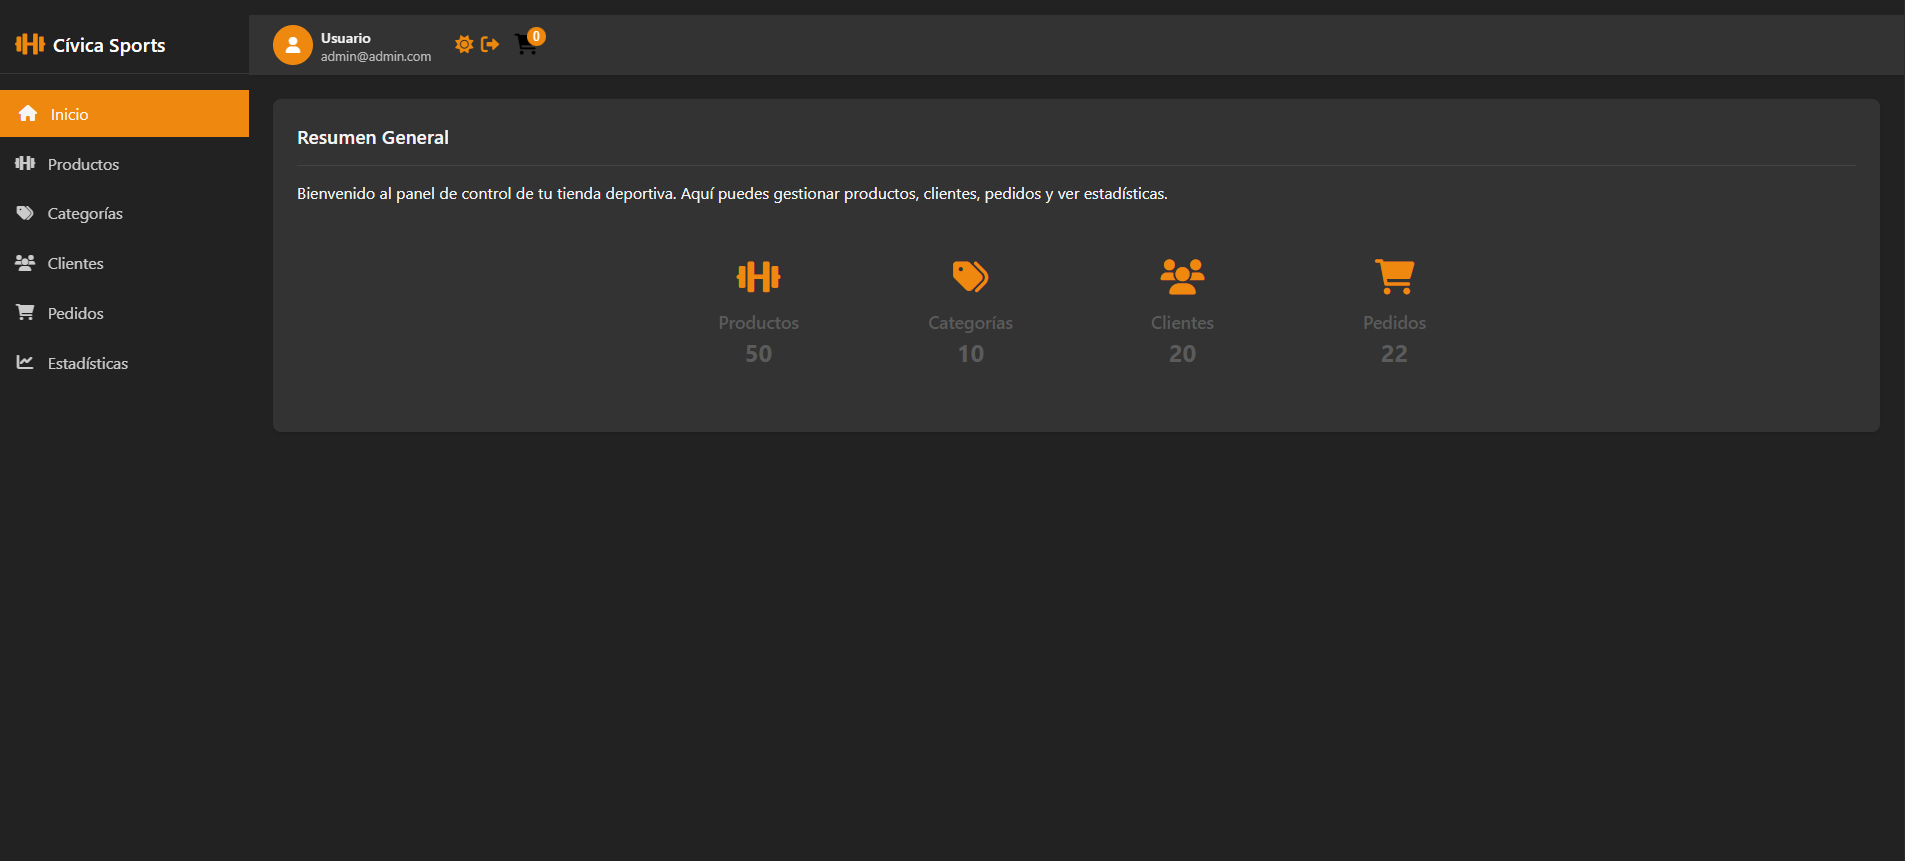 Cívica Sports
Usuario
admin@admin.com
0
Inicio
Productos
Categorías
Clientes
Pedidos
Estadísticas
Resumen General
Bienvenido al panel de control de tu tienda deportiva. Aquí puedes gestionar productos, clientes, pedidos y ver estadísticas.
Productos
50
Categorías
10
Clientes
20
Pedidos
22